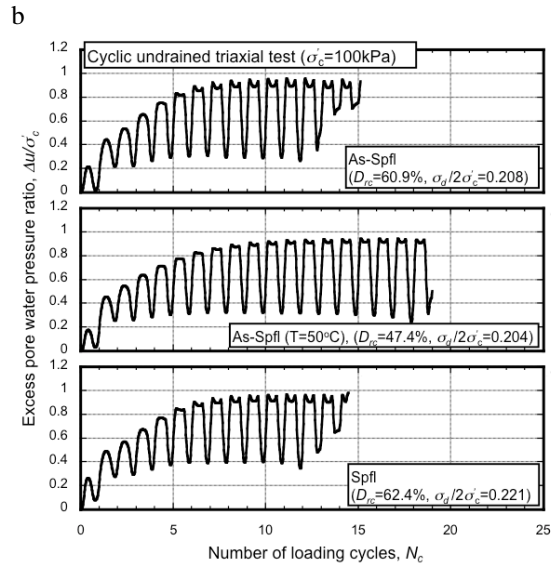 b
Cyclic undrained triaxial test (σ'c=100kPa)
Excess pore water pressure ratio, Δu/σ'c
1.2
1
0.8
0.6
0.4
0.2
0
As-Spfl
(Drc=60.9%, σd/2σ'c=0.208)
1.2
1
0.8
0.6
0.4
0.2
0
As-Spfl (T=50°C), (Drc=47.4%, σd/2σ'c=0.204)
1.2
1
0.8
0.6
0.4
0.2
0
Spfl
(Drc=62.4%, σd/2σ'c=0.221)
0 5 10 15 20 25
Number of loading cycles, Nc